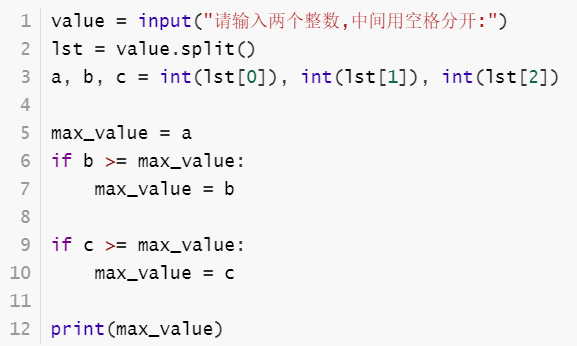 1 value = input("请输入两个整数,中间用空格分开:")
2 lst = value.split()
3 a, b, c = int(lst[0]), int(lst[1]), int(lst[2])
4
5 max_value = a
6 if b >= max_value:
7     max_value = b
8
9 if c >= max_value:
10     max_value = c
11
12 print(max_value)